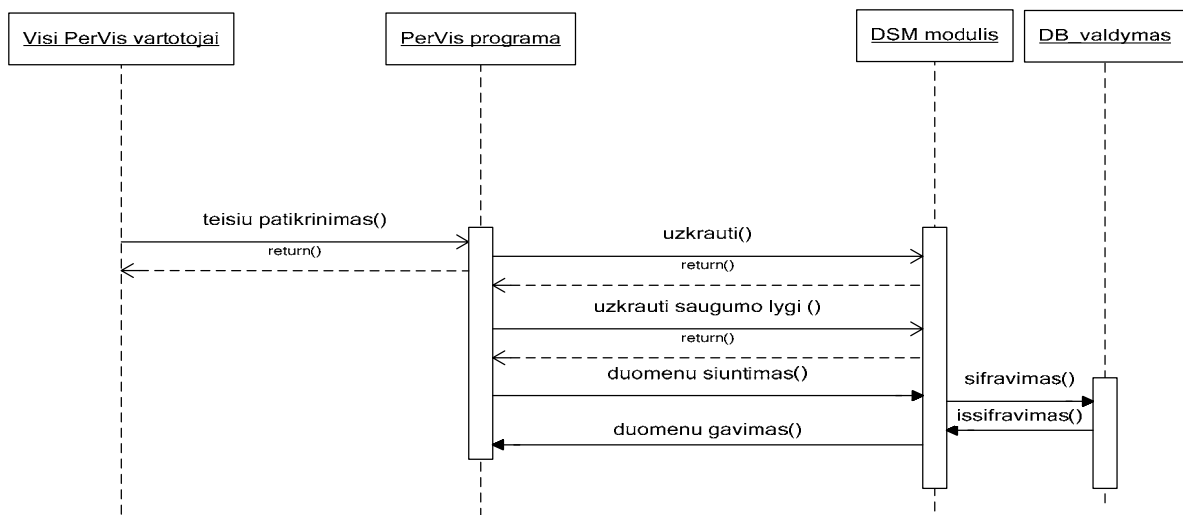 Visi PerVis vartotojai
PerVis programa
DSM modulis
DB_valdymas
teisiu patikrinimas()
return()
uzkrauti()
return()
uzkrauti saugumo lygi ()
return()
duomenu siuntimas()
sifravimas()
issifravimas()
duomenu gavimas()